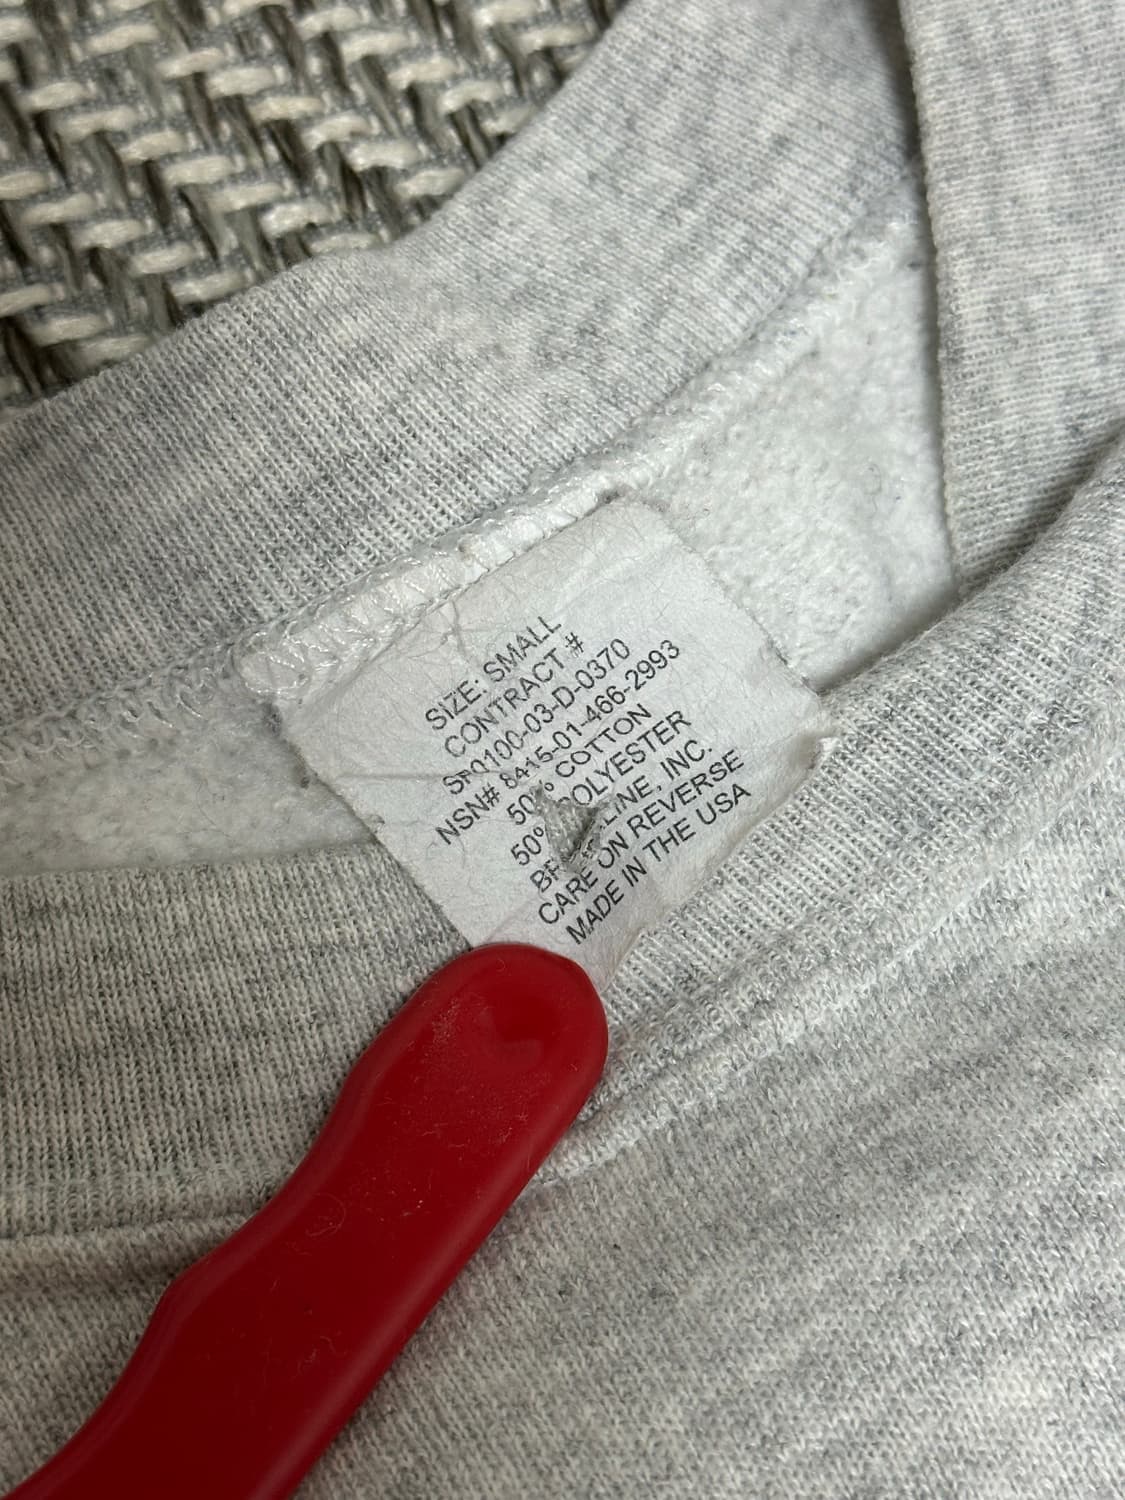 SIZE: SMALL
CONTRACT #
SP0100-03-D-0370
NSN# 8415-01-466-2993
50% COTTON
50% POLYESTER
INC.
CARE ON REVERSE
MADE IN THE USA